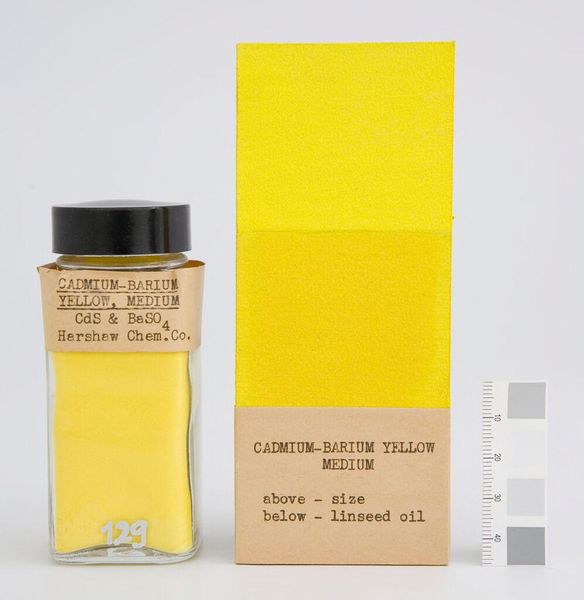 CADMIUM-BARIUM
YELLOW, MEDIUM
CdS & BaSO4
Harshaw Chem.Co.
129
CADMIUM-BARIUM YELLOW
MEDIUM
above - size
below - linseed oil
10
20
30
40